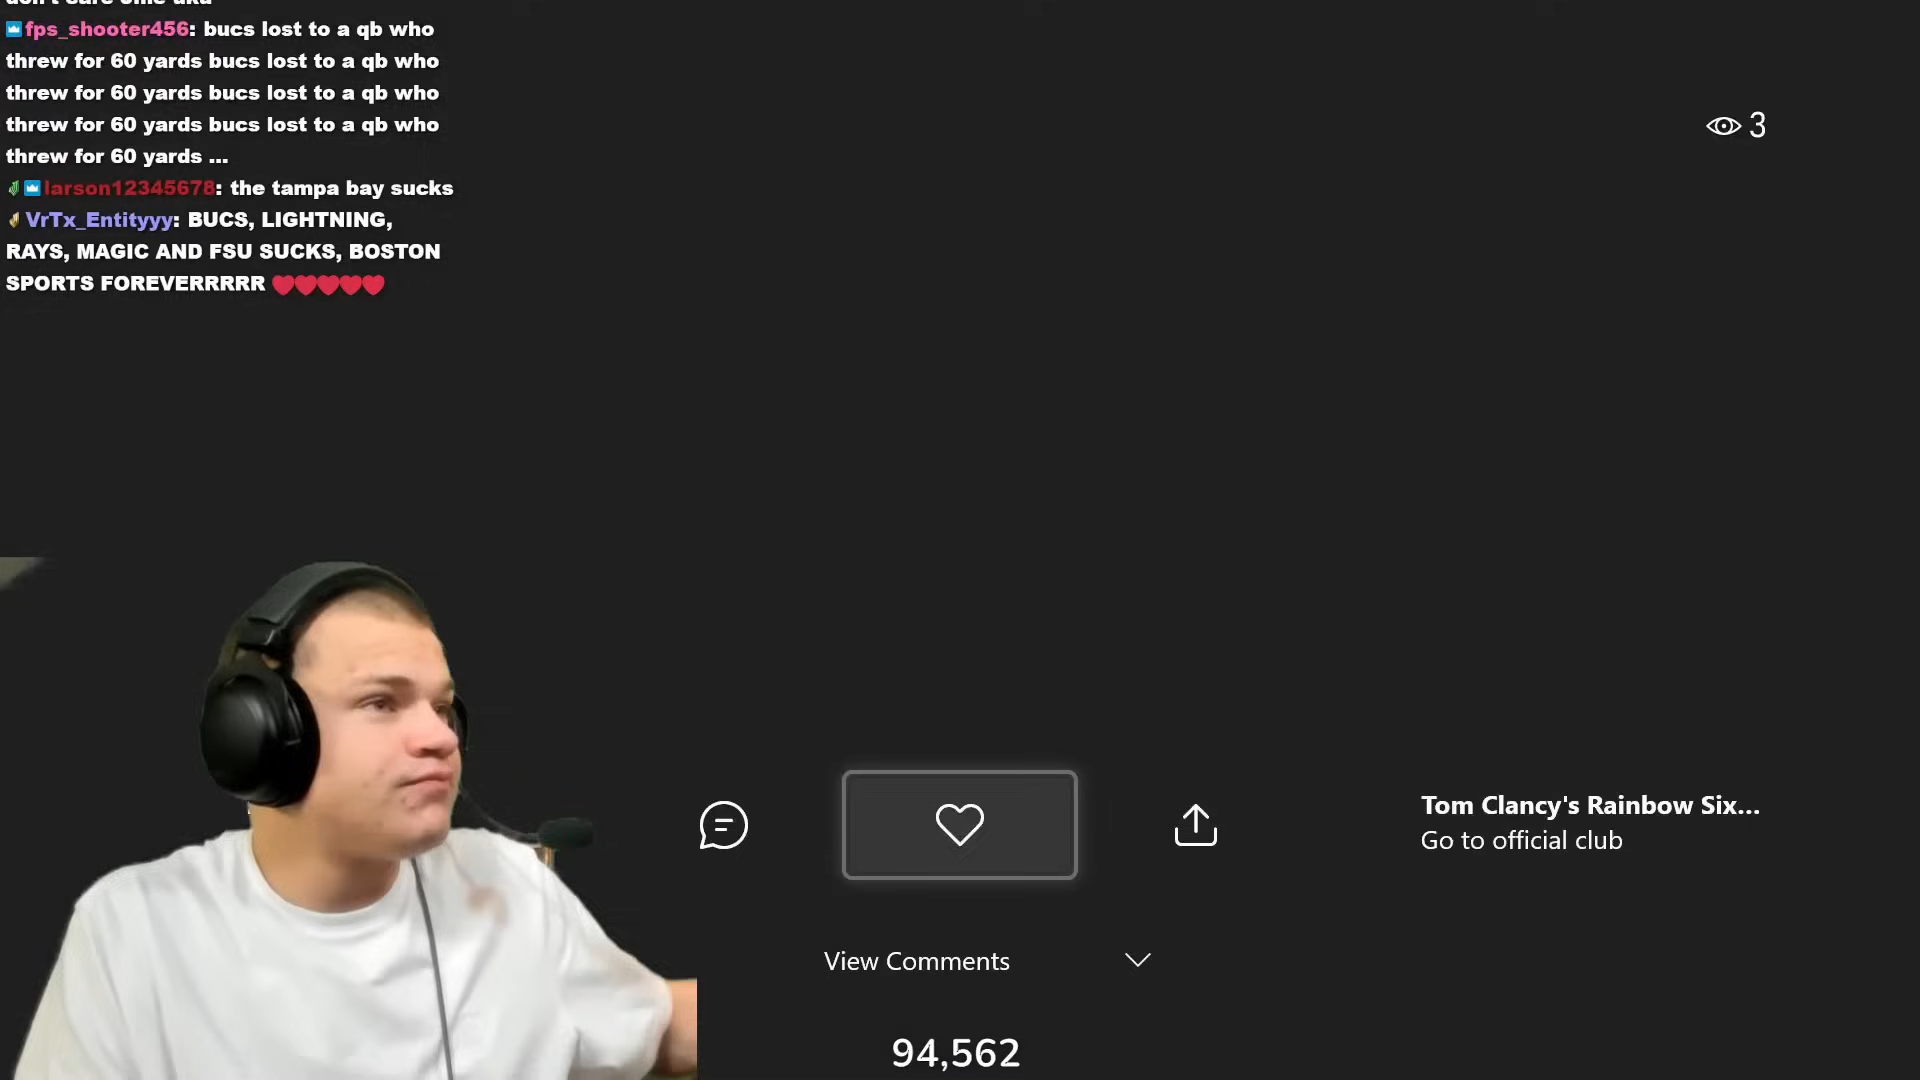 fps_shooter456: bucs lost to a qb who
threw for 60 yards bucs lost to a qb who
threw for 60 yards bucs lost to a qb who
threw for 60 yards bucs lost to a qb who
threw for 60 yards ...
larson12345678: the tampa bay sucks
VrTx_Entityyy: BUCS, LIGHTNING,
RAYS, MAGIC AND FSU SUCKS, BOSTON
SPORTS FOREVERRRRR ❤❤❤❤❤
3
Tom Clancy's Rainbow Six...
Go to official club
View Comments
94,562